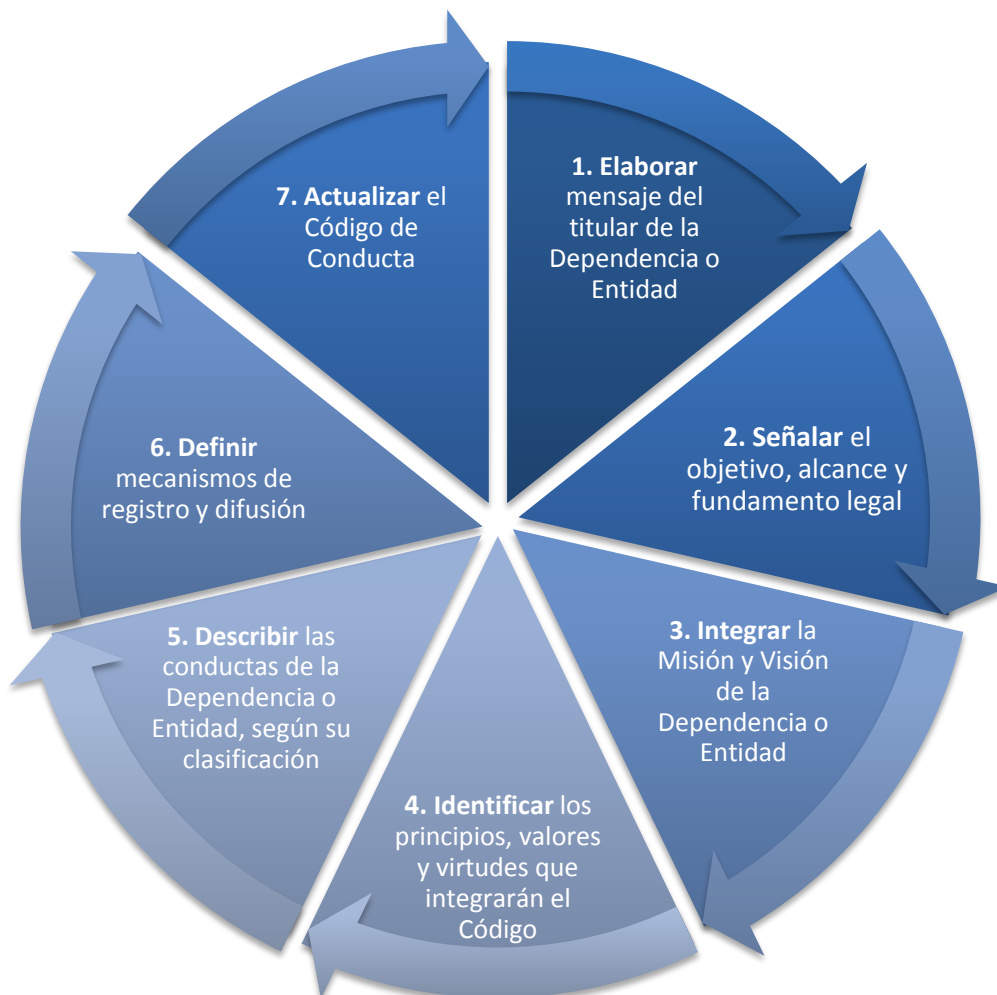 1. Elaborar
mensaje del
titular de la
Dependencia o
Entidad
2. Señalar el
objetivo, alcance y
fundamento legal
3. Integrar la
Misión y Visión
de la
Dependencia o
Entidad
4. Identificar los
principios, valores
y virtudes que
integrarán el
Código
5. Describir las
conductas de la
Dependencia o
Entidad, según su
clasificación
6. Definir
mecanismos de
registro y difusión
7. Actualizar el
Código de
Conducta